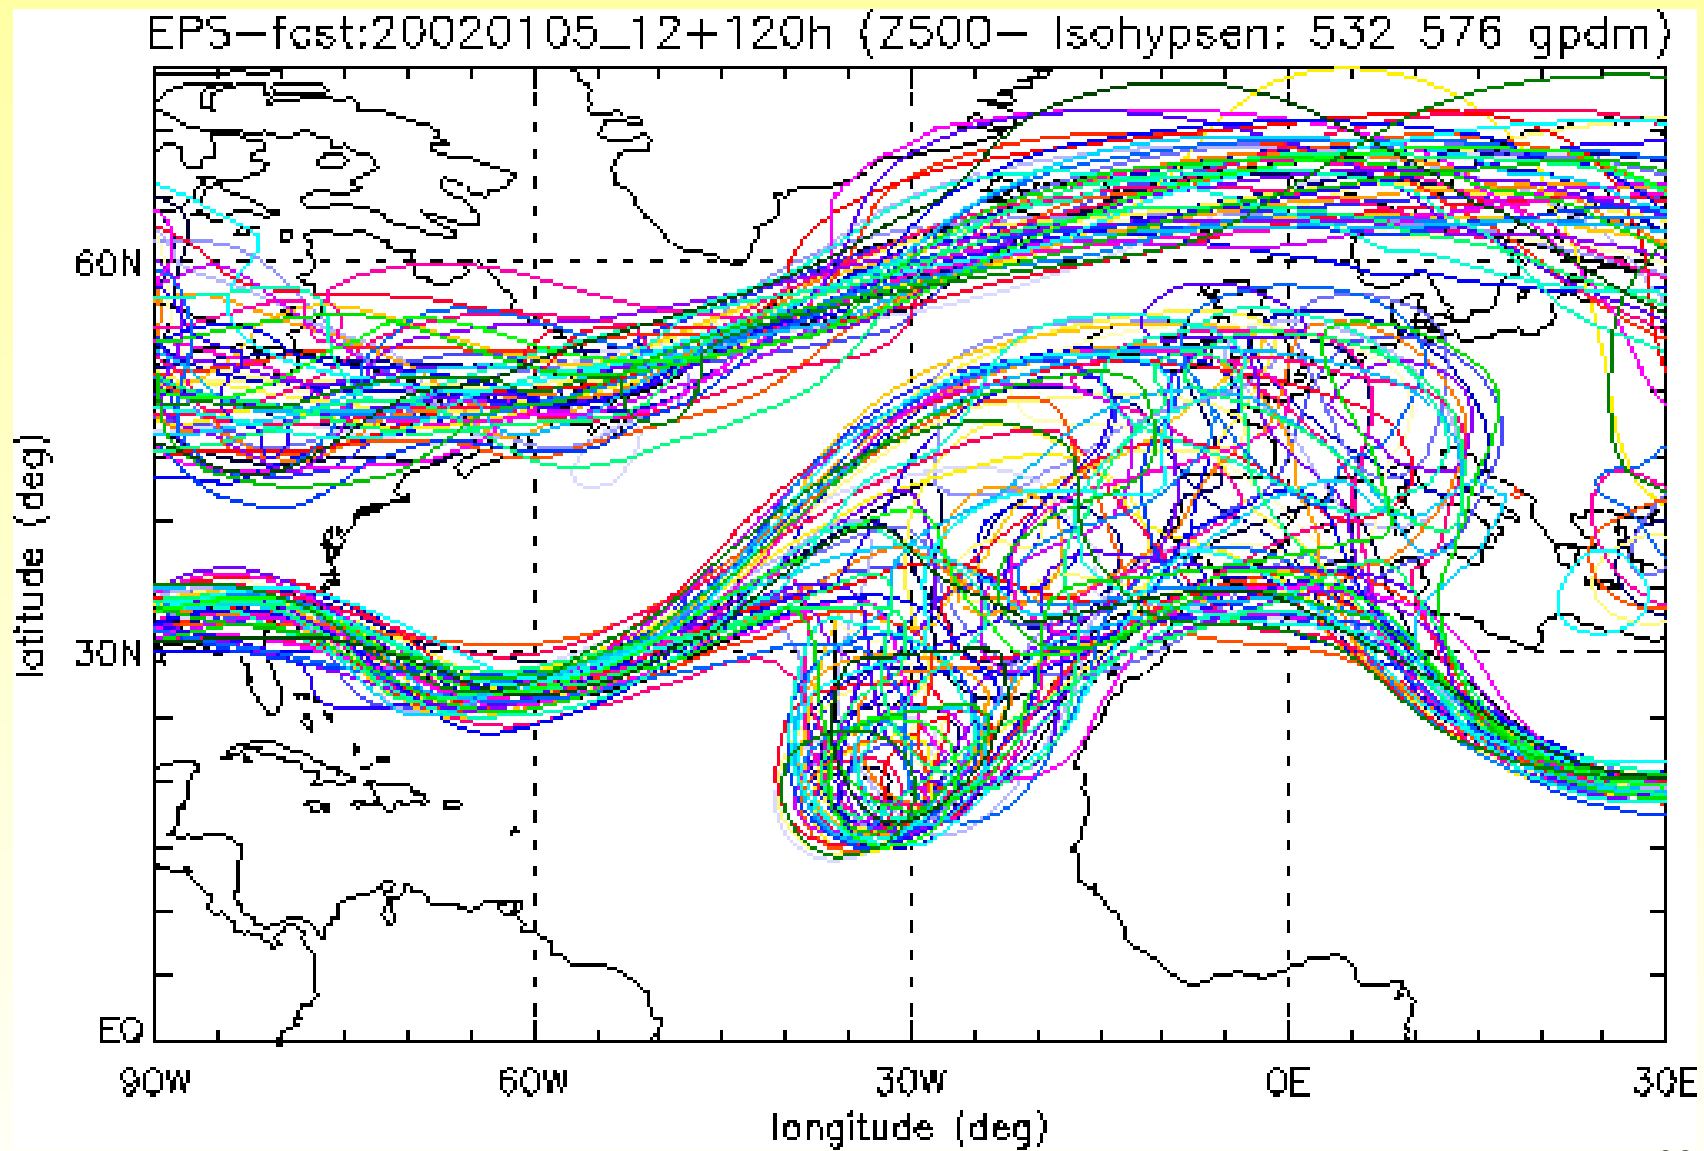 EPS-fcst:20020105_12+120h (Z500- Isohypsen: 532 576 gpdm)
60N
30N
EQ
latitude (deg)
90W 60W 30W 0E 30E
longitude (deg)